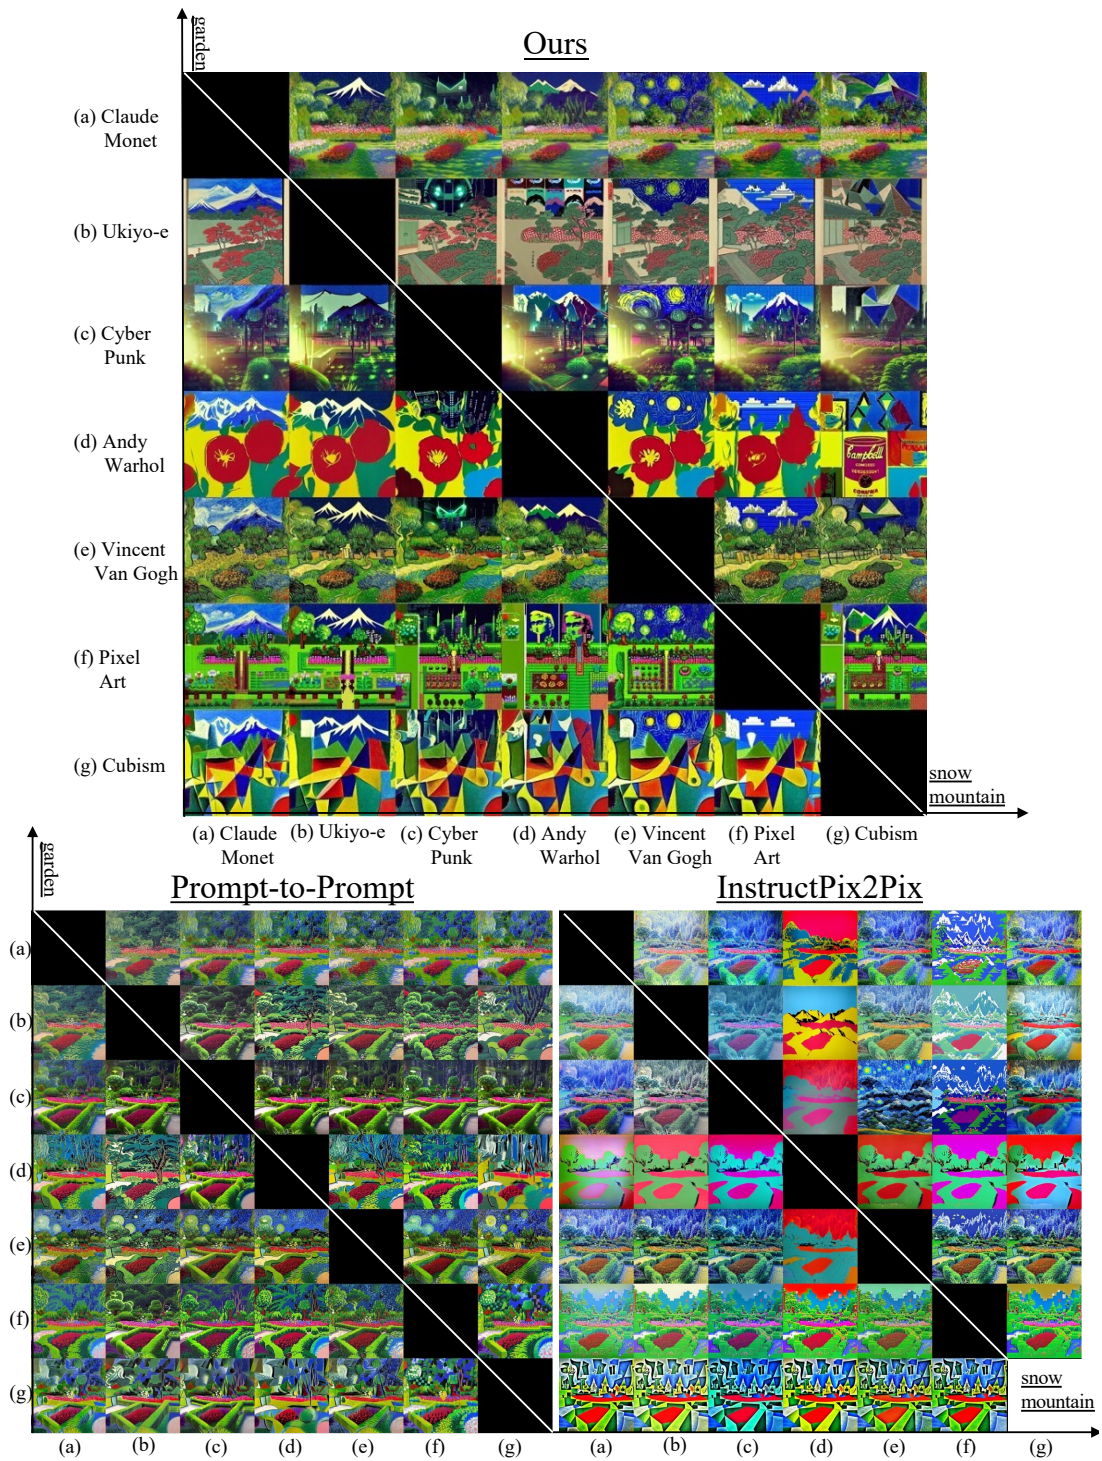 garden
Ours
(a) Claude
Monet
(b) Ukiyo-e
(c) Cyber
Punk
(d) Andy
Warhol
Campbell
(e) Vincent
Van Gogh
(f) Pixel
Art
(g) Cubism
snow
mountain
(a) Claude
Monet
(b) Ukiyo-e
(c) Cyber
Punk
(d) Andy
Warhol
(e) Vincent
Van Gogh
(f) Pixel
Art
(g) Cubism
garden
Prompt-to-Prompt
InstructPix2Pix
(a)
(b)
(c)
(d)
(e)
(f)
(g)
snow
mountain
(a) (b) (c) (d) (e) (f) (g) (a) (b) (c) (d) (e) (f) (g)